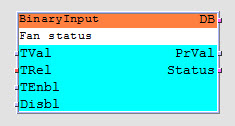 BinaryInput DB
Fan status
TVal PrVal
TRel Status
TEnbl
Disbl